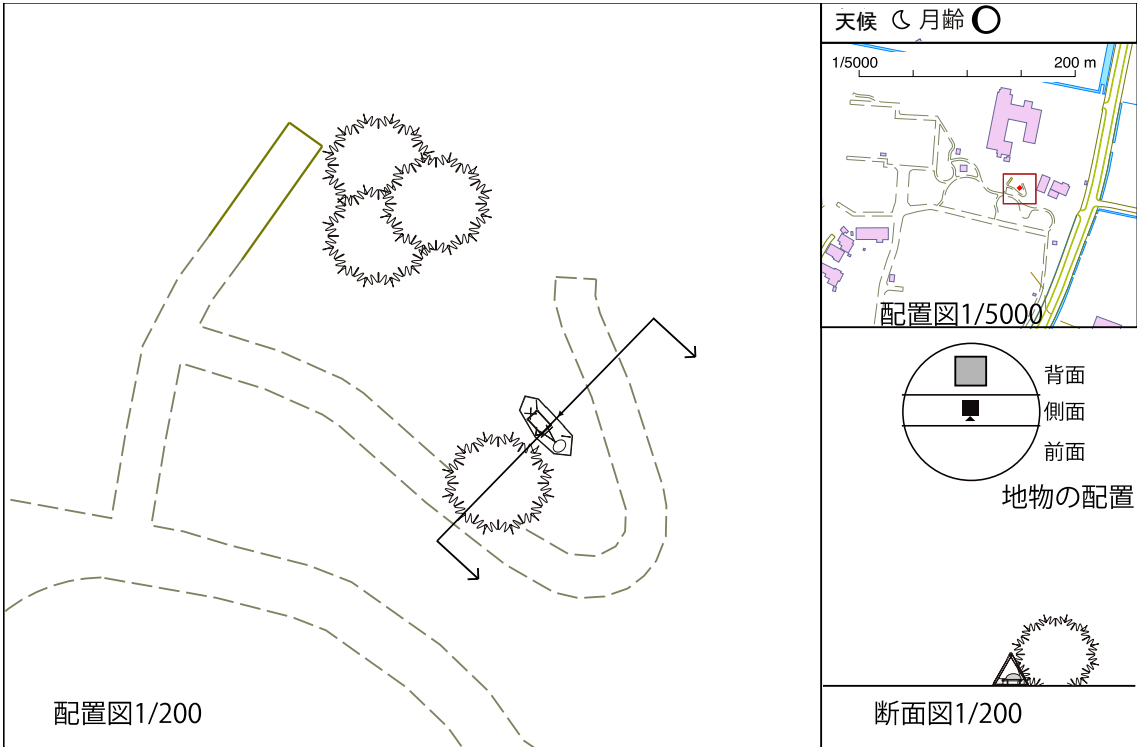 天候 月齢
1/5000 200 m
配置図1/5000
背面
側面
前面
地物の配置
配置図1/200
断面図1/200